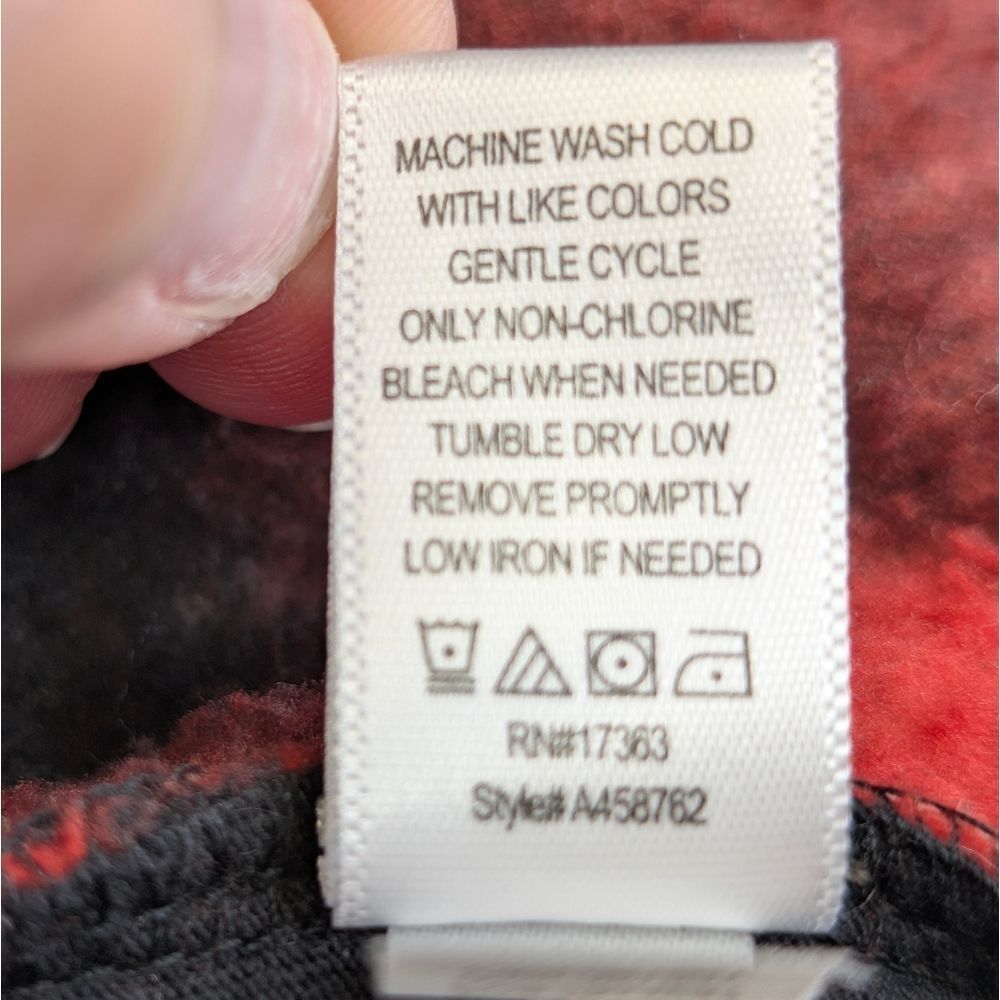 MACHINE WASH COLD
WITH LIKE COLORS
GENTLE CYCLE
ONLY NON-CHLORINE
BLEACH WHEN NEEDED
TUMBLE DRY LOW
REMOVE PROMPTLY
LOW IRON IF NEEDED
RN#17363
Style# A458762